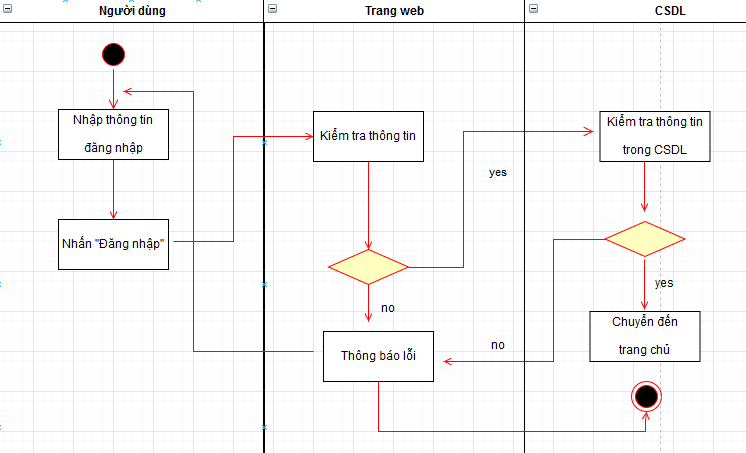 Người dùng
Trang web
CSDL
Nhập thông tin
đăng nhập
Nhấn "Đăng nhập"
Kiểm tra thông tin
yes
no
Thông báo lỗi
Kiểm tra thông tin
trong CSDL
yes
no
Chuyển đến
trang chủ